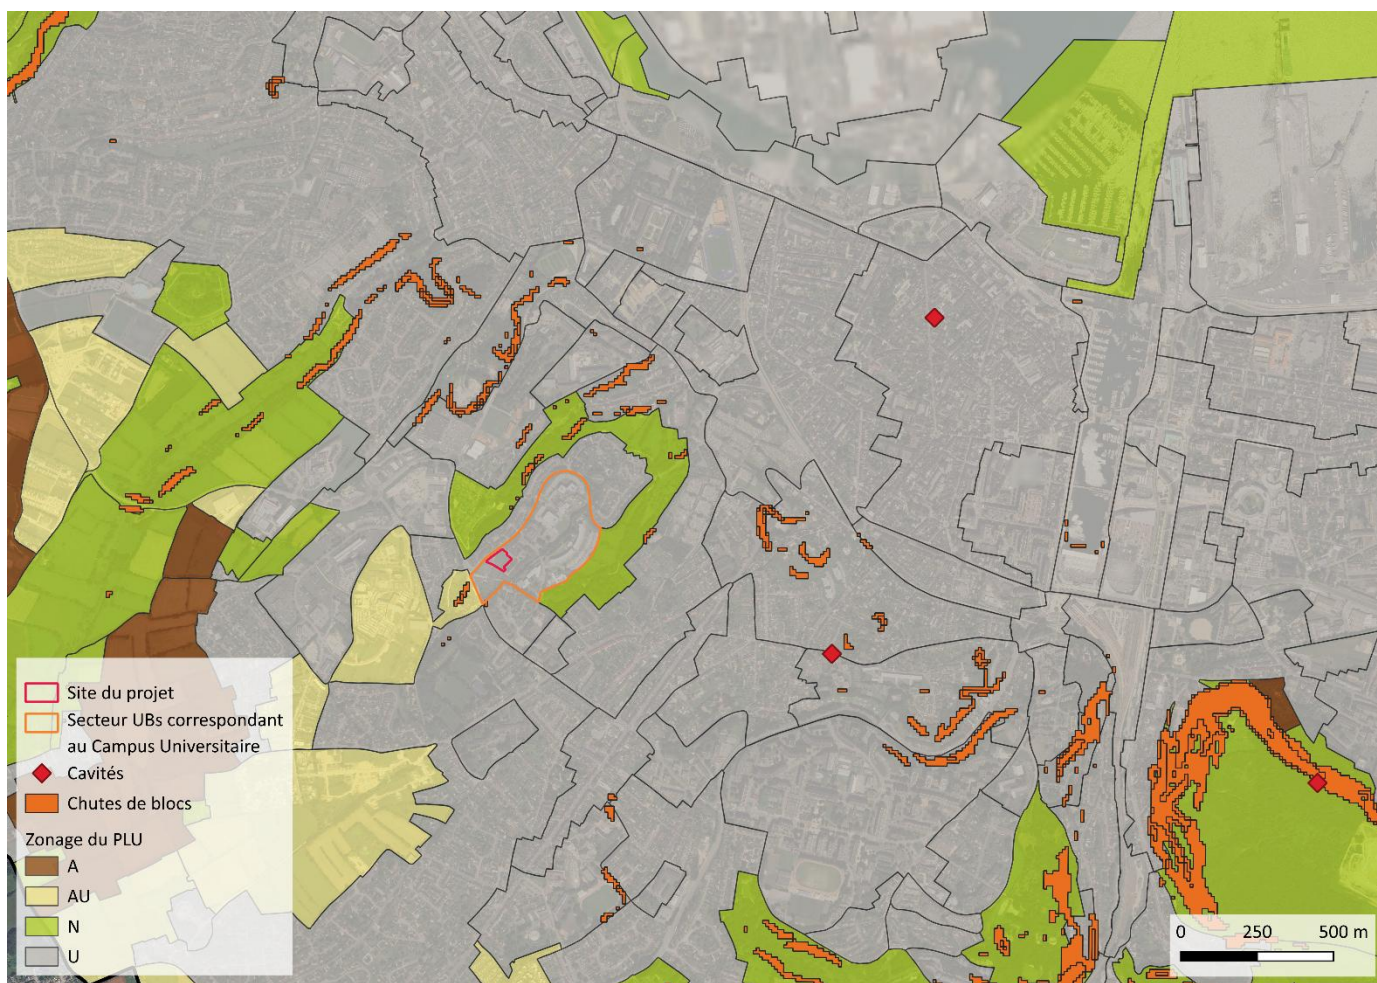 Site du projet
Secteur UBs correspondant
au Campus Universitaire
Cavités
Chutes de blocs
Zonage du PLU
A
AU
N
U
0 250 500 m